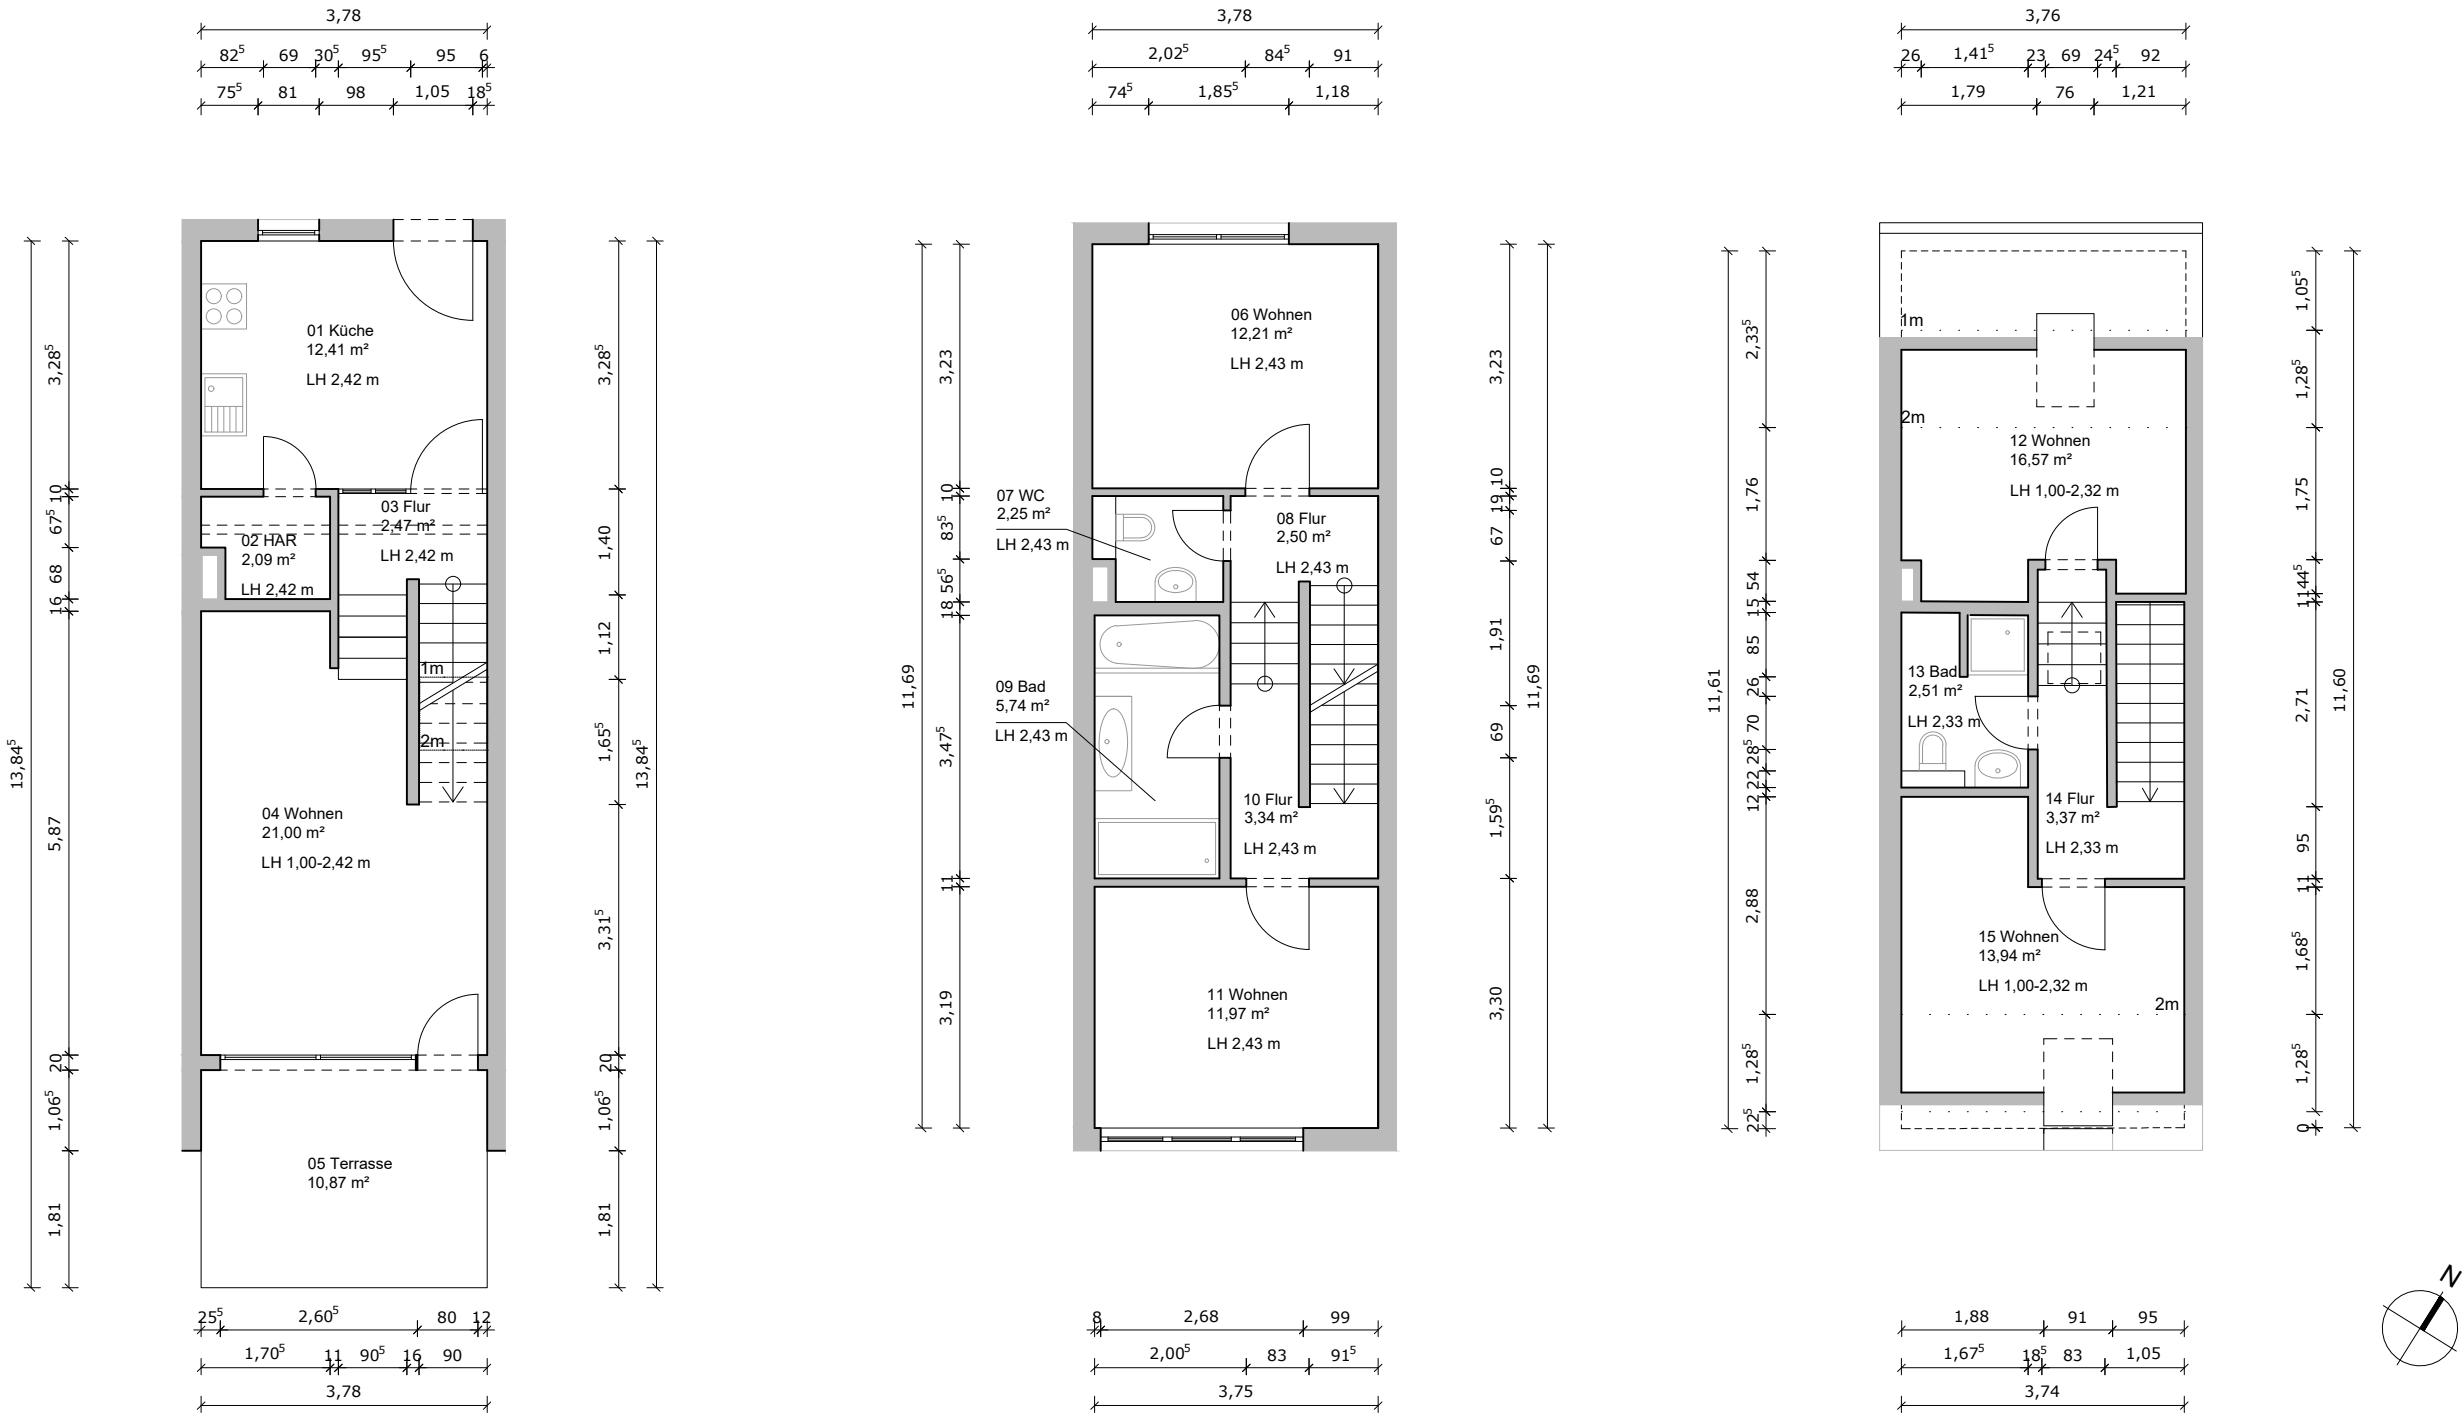 3,78
82⁵ 69 30⁵ 95⁵ 95 6
75⁵ 81 98 1,05 18⁵
13,84⁵
3,28⁵ 10 67⁵ 68 16 5,87 20 1,06⁵ 1,81
01 Küche
12,41 m²
LH 2,42 m
03 Flur
2,47 m²
LH 2,42 m
02 HAR
2,09 m²
LH 2,42 m
1m
2m
04 Wohnen
21,00 m²
LH 1,00-2,42 m
05 Terrasse
10,87 m²
3,28⁵ 1,40 1,12 1,65⁵ 3,31⁵ 20 1,06⁵ 1,81
13,84⁵
25⁵ 2,60⁵ 80 12
1,70⁵ 11 90⁵ 16 90
3,78
3,78
2,02⁵ 84⁵ 91
74⁵ 1,85⁵ 1,18
11,69
3,23 10 83⁵ 56⁵ 18 3,47⁵ 11 3,19
06 Wohnen
12,21 m²
LH 2,43 m
07 WC
2,25 m²
LH 2,43 m
08 Flur
2,50 m²
LH 2,43 m
09 Bad
5,74 m²
LH 2,43 m
10 Flur
3,34 m²
LH 2,43 m
11 Wohnen
11,97 m²
LH 2,43 m
3,23 10 19 67 1,91 69 1,59⁵ 3,30
11,69
8 2,68 99
2,00⁵ 83 91⁵
3,75
3,76
26 1,41⁵ 23 69 24⁵ 92
1,79 76 1,21
11,61
2,33⁵ 1,76 54 15 85 26 70 28⁵ 22 12 2,88 1,28⁵ 22⁵
1m
2m
12 Wohnen
16,57 m²
LH 1,00-2,32 m
13 Bad
2,51 m²
LH 2,33 m
14 Flur
3,37 m²
LH 2,33 m
15 Wohnen
13,94 m²
LH 1,00-2,32 m
2m
1,05⁵ 1,28⁵ 1,75 44⁵ 11 2,71 95 11 1,68⁵ 1,28⁵ 0
11,60
1,88 91 95
1,67⁵ 18⁵ 83 1,05
3,74
N